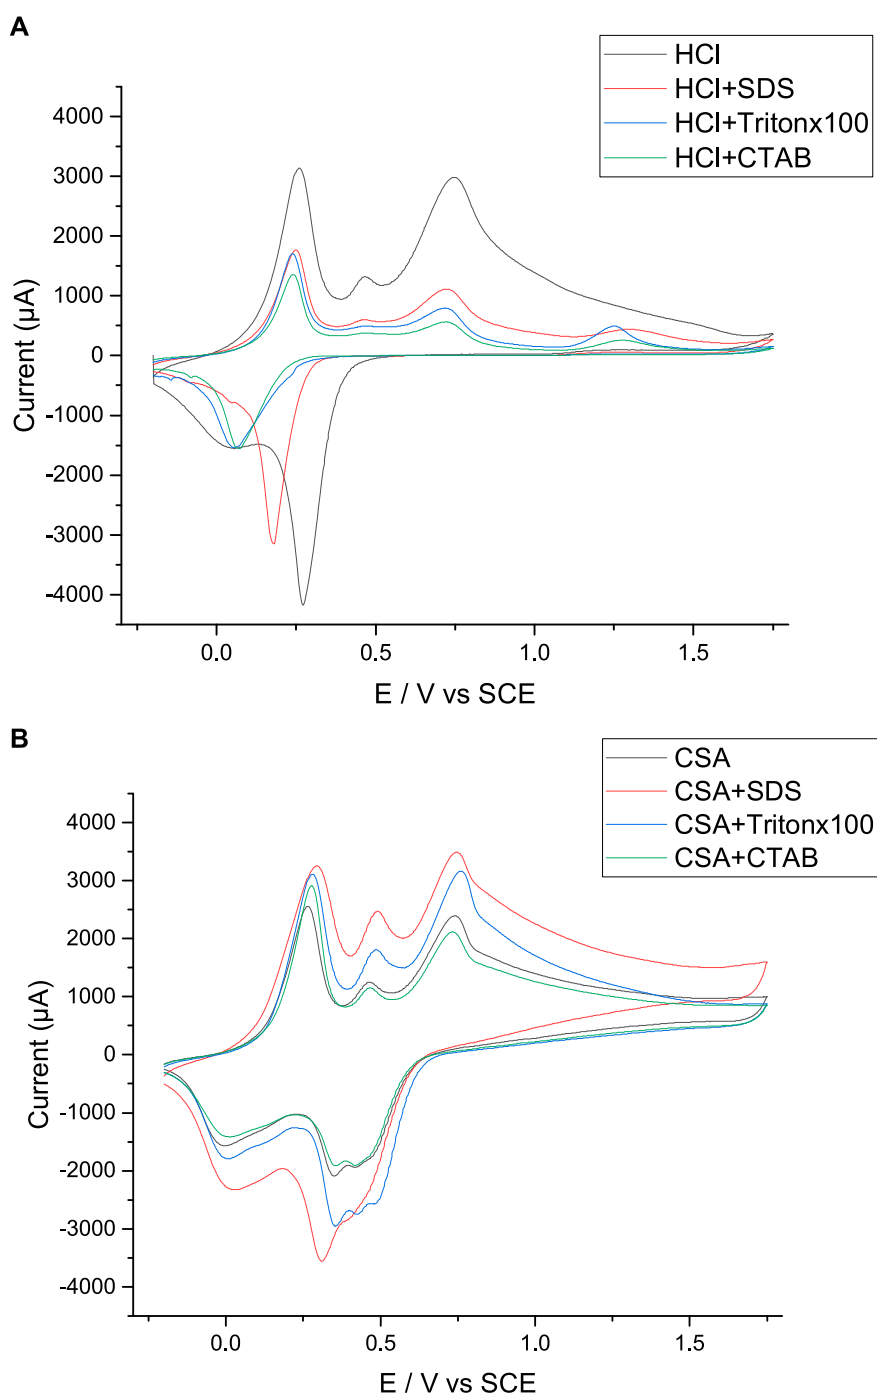 A
HCl
HCl+SDS
HCl+Tritonx100
HCl+CTAB
4000
3000
2000
1000
0
-1000
-2000
-3000
-4000
Current (μA)
0.0 0.5 1.0 1.5
E / V vs SCE
B
CSA
CSA+SDS
CSA+Tritonx100
CSA+CTAB
4000
3000
2000
1000
0
-1000
-2000
-3000
-4000
Current (μA)
0.0 0.5 1.0 1.5
E / V vs SCE